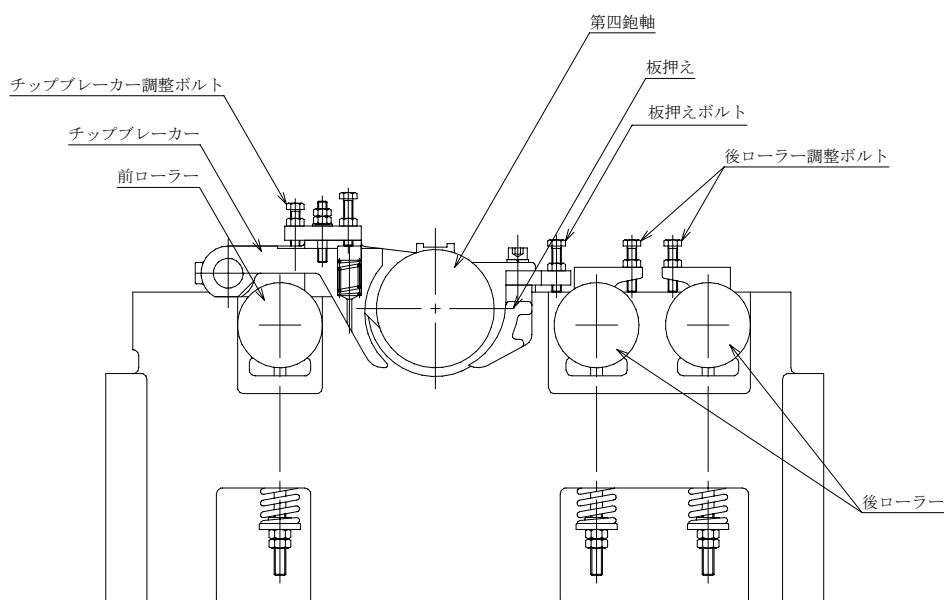 第四鉋軸
板押え
チップブレーカー調整ボルト
板押えボルト
チップブレーカー
後ローラー調整ボルト
前ローラー
後ローラー